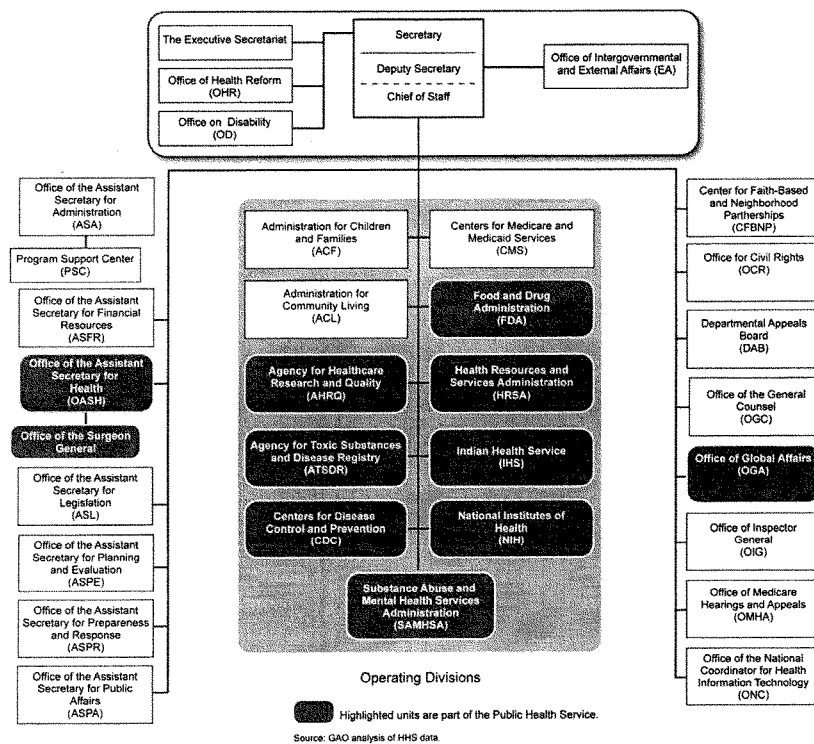 The Executive Secretariat
Office of Health Reform
(OHR)
Office on Disability
(OD)
Secretary
Deputy Secretary
Chief of Staff
Office of Intergovernmental
and External Affairs (EA)
Office of the Assistant
Secretary for
Administration
(ASA)
Program Support Center
(PSC)
Office of the Assistant
Secretary for Financial
Resources
(ASFR)
Office of the Assistant
Secretary for
Health
(OASH)
Office of the Surgeon
General
Office of the Assistant
Secretary for
Legislation
(ASL)
Office of the Assistant
Secretary for Planning
and Evaluation
(ASPE)
Office of the Assistant
Secretary for Prepareness
and Response
(ASPR)
Office of the Assistant
Secretary for Public
Affairs
(ASPA)
Administration for Children
and Families
(ACF)
Centers for Medicare and
Medicaid Services
(CMS)
Administration for
Community Living
(ACL)
Food and Drug
Administration
(FDA)
Agency for Healthcare
Research and Quality
(AHRQ)
Health Resources and
Services Administration
(HRSA)
Agency for Toxic Substances
and Disease Registry
(ATSDR)
Indian Health Service
(IHS)
Centers for Disease
Control and Prevention
(CDC)
National Institutes of
Health
(NIH)
Substance Abuse and
Mental Health Services
Administration
(SAMHSA)
Operating Divisions
Center for Faith-Based
and Neighborhood
Partherships
(CFBNP)
Office for Civil Rights
(OCR)
Departmental Appeals
Board
(DAB)
Office of the General
Counsel
(OGC)
Office of Global Affairs
(OGA)
Office of Inspector
General
(OIG)
Office of Medicare
Hearings and Appeals
(OMHA)
Office of the National
Coordinator for Health
Information Technology
(ONC)
Highlighted units are part of the Public Health Service.
Source: GAO analysis of HHS data.